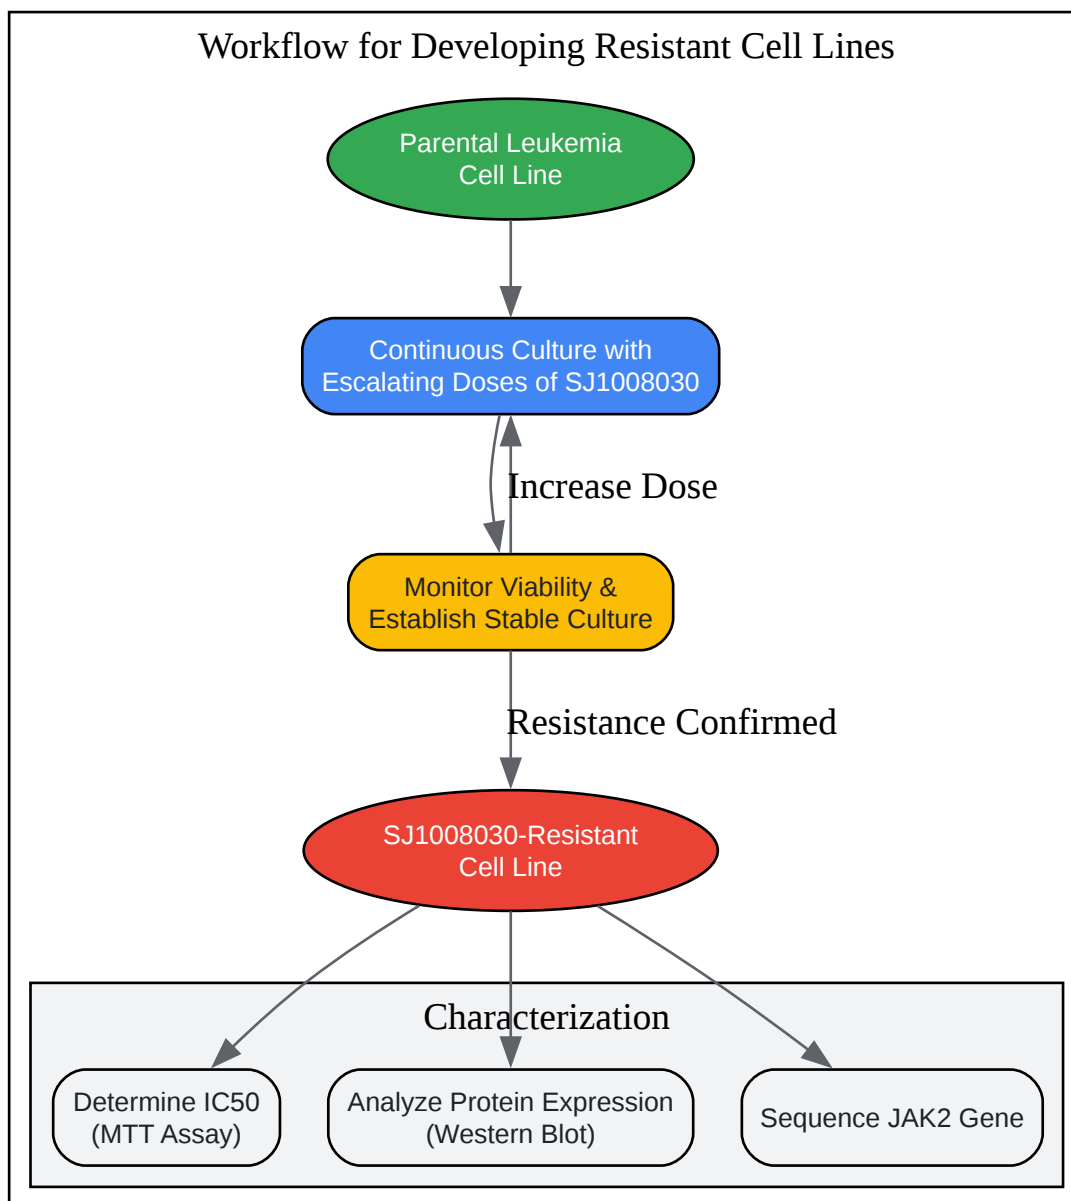 Workflow for Developing Resistant Cell Lines
Parental Leukemia
Cell Line
Continuous Culture with
Escalating Doses of SJ1008030
Increase Dose
Monitor Viability &
Establish Stable Culture
Resistance Confirmed
SJ1008030-Resistant
Cell Line
Characterization
Determine IC50
(MTT Assay)
Analyze Protein Expression
(Western Blot)
Sequence JAK2 Gene